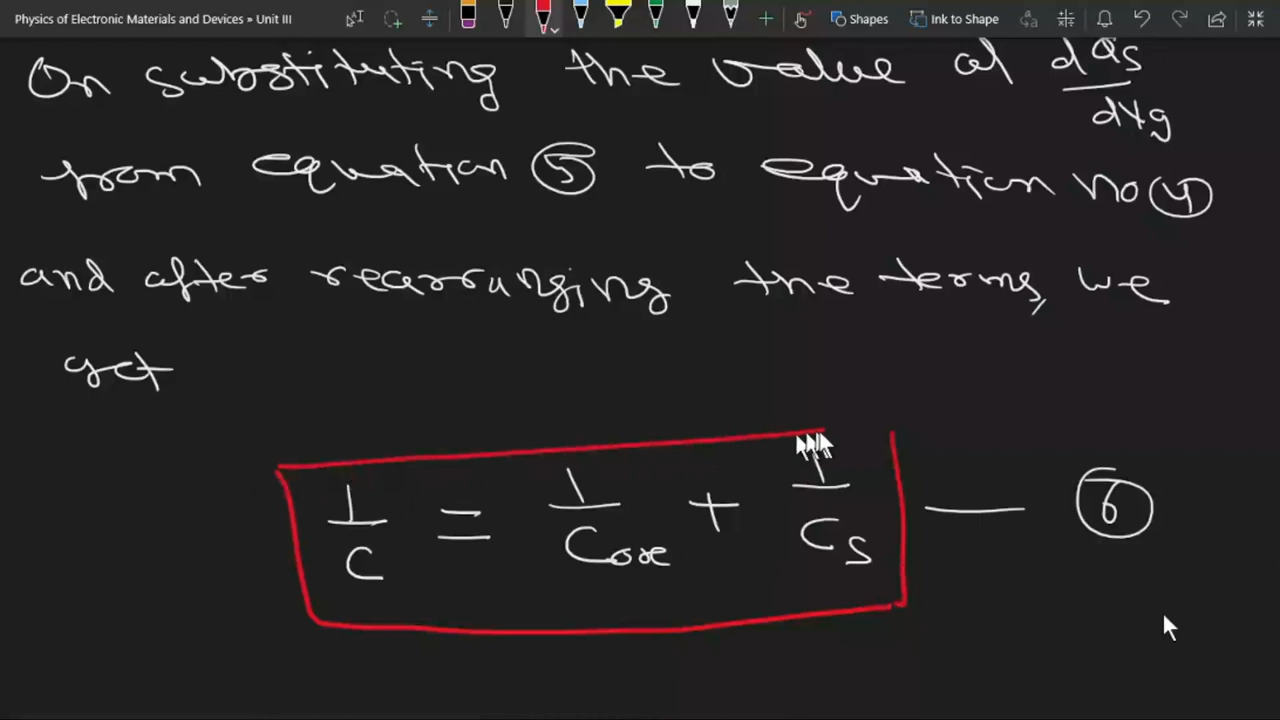 Physics of Electronic Materials and Devices » Unit III
Shapes
Ink to Shape
On substituting the value of dQs/dVg
from equation ⑤ to equation no ④
and after rearranging the terms, we
get
1/C = 1/Cox + 1/Cs — ⑥